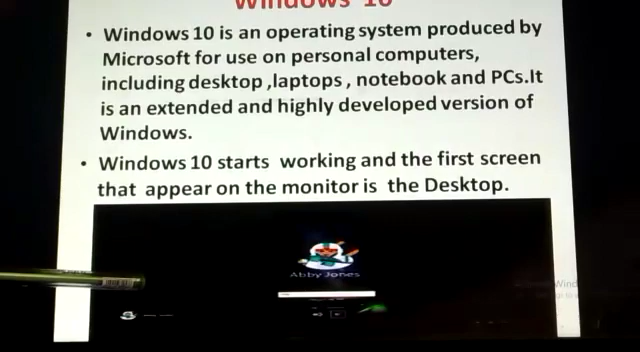 Windows 10
• Windows 10 is an operating system produced by
Microsoft for use on personal computers,
including desktop ,laptops , notebook and PCs.It
is an extended and highly developed version of
Windows.
• Windows 10 starts  working and the first screen
that  appear on the monitor is  the Desktop.
Abby Jones
Wind